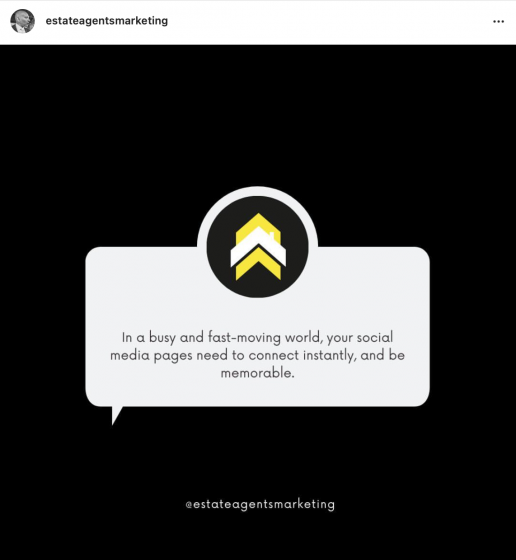 estateagentsmarketing
In a busy and fast-moving world, your social
media pages need to connect instantly, and be
memorable.
@estateagentsmarketing